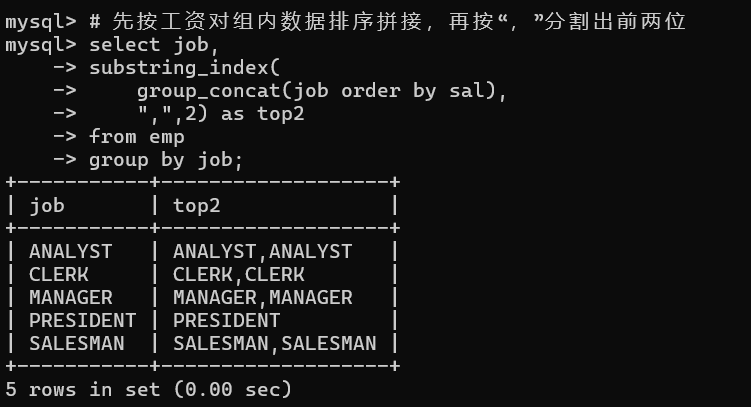 mysql> # 先按工资对组内数据排序拼接，再按“，”分割出前两位
mysql> select job,
    -> substring_index(
    ->     group_concat(job order by sal),
    ->     ",",2) as top2
    -> from emp
    -> group by job;
+-----------+-------------------+
| job       | top2              |
+-----------+-------------------+
| ANALYST   | ANALYST,ANALYST   |
| CLERK     | CLERK,CLERK       |
| MANAGER   | MANAGER,MANAGER   |
| PRESIDENT | PRESIDENT         |
| SALESMAN  | SALESMAN,SALESMAN |
+-----------+-------------------+
5 rows in set (0.00 sec)